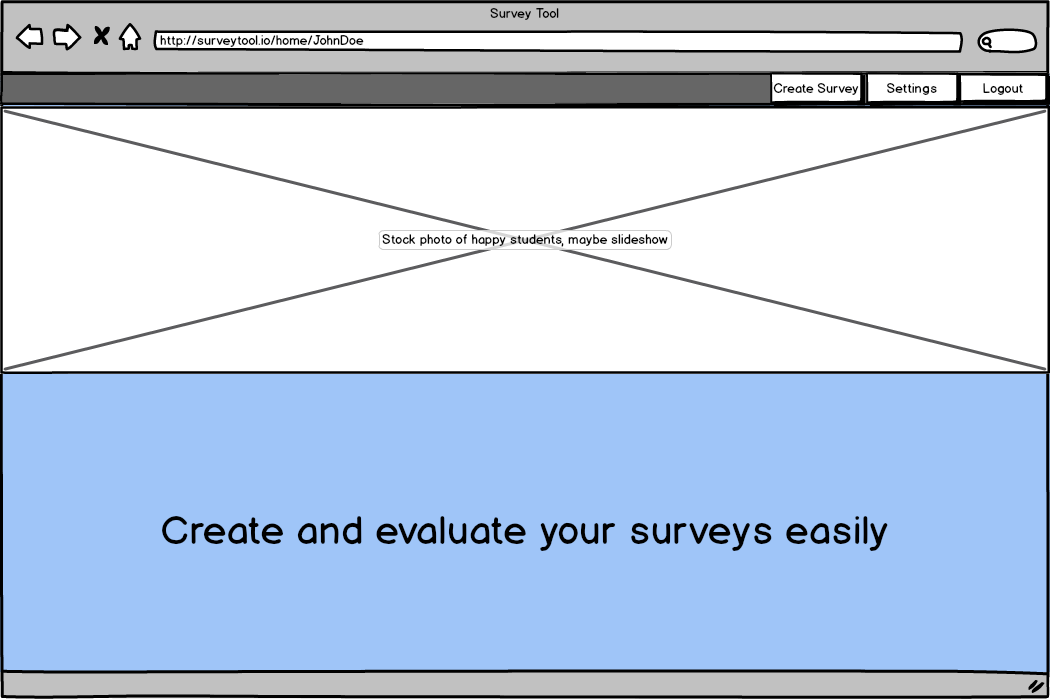 Survey Tool
http://surveytool.io/home/JohnDoe
Create Survey
Settings
Logout
Stock photo of happy students, maybe slideshow
Create and evaluate your surveys easily